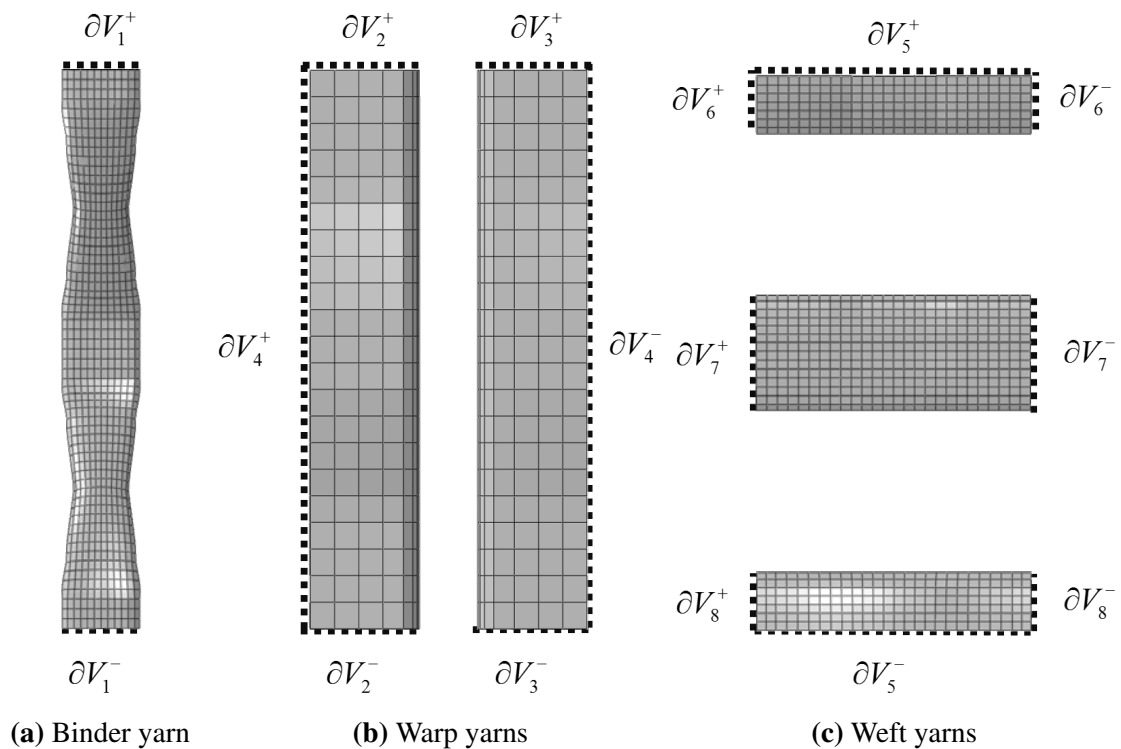 ∂V₁⁺ ∂V₂⁺ ∂V₃⁺ ∂V₅⁺
∂V₆⁺ ∂V₆⁻
∂V₄⁺ ∂V₄⁻ ∂V₇⁺ ∂V₇⁻
∂V₈⁺ ∂V₈⁻
∂V₁⁻ ∂V₂⁻ ∂V₃⁻ ∂V₅⁻
(a) Binder yarn (b) Warp yarns (c) Weft yarns